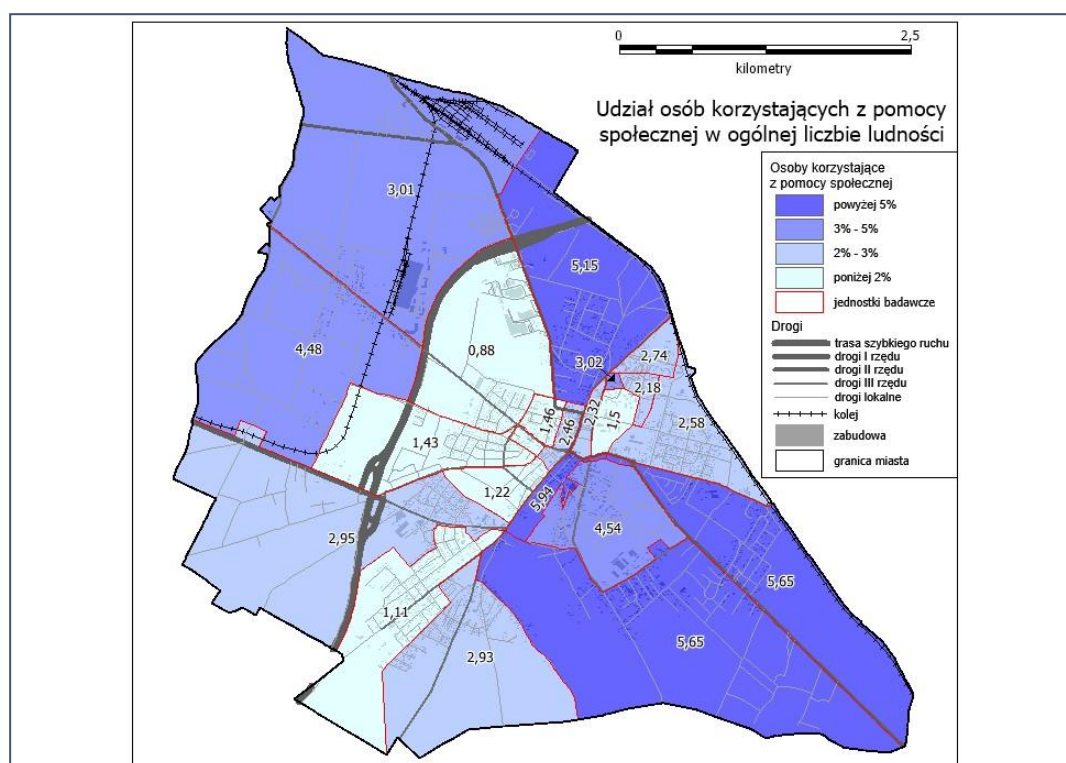 0 2,5
kilometry
Udział osób korzystających z pomocy
społecznej w ogólnej liczbie ludności
Osoby korzystające
z pomocy społecznej
powyżej 5%
3% - 5%
2% - 3%
poniżej 2%
jednostki badawcze
Drogi
trasa szybkiego ruchu
drogi I rzędu
drogi II rzędu
drogi III rzędu
drogi lokalne
kolej
zabudowa
granica miasta
3,01
5,15
4,48
0,88
3,02
2,74
2,18
1,46
2,46
2,32
1,5
2,58
1,43
1,22
5,94
4,54
2,95
5,65
1,11
2,93
5,65